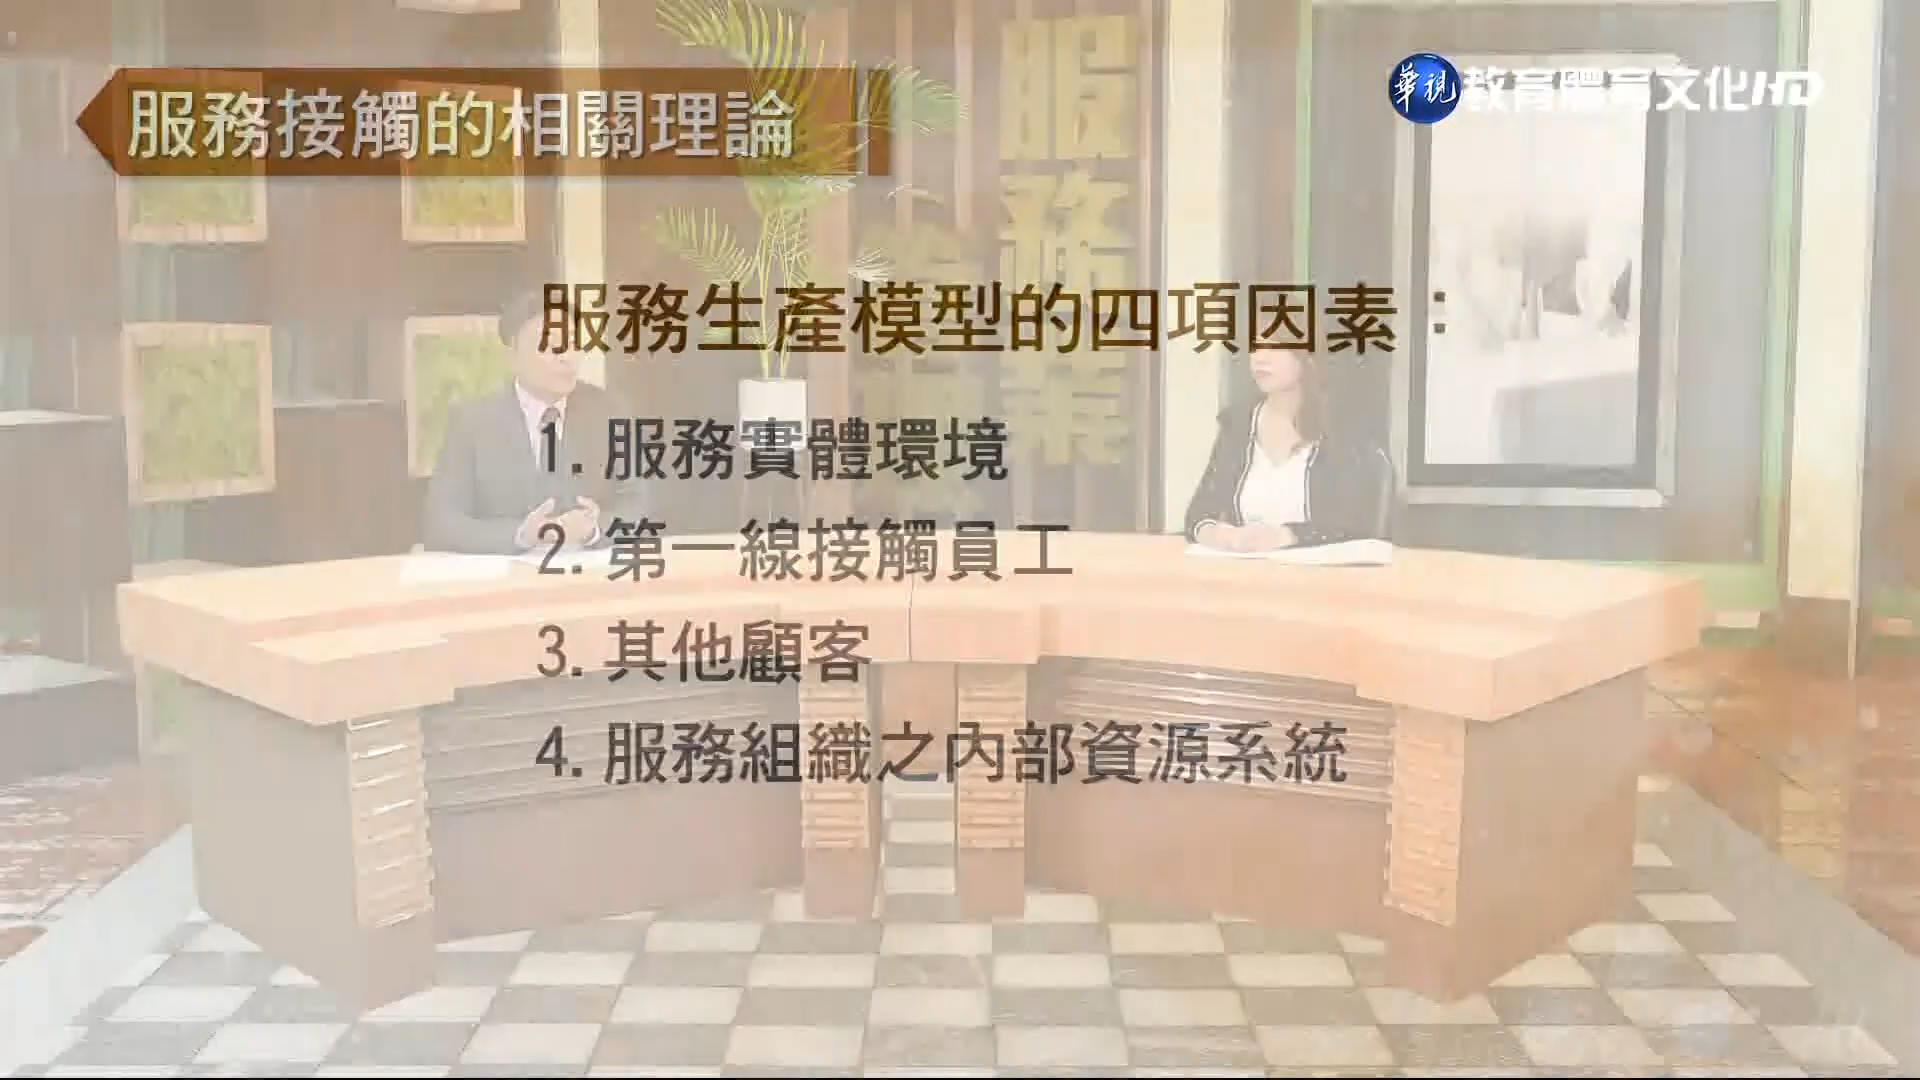 服務接觸的相關理論
華視 教育體育文化HD
服務生產模型的四項因素：
1. 服務實體環境
2. 第一線接觸員工
3. 其他顧客
4. 服務組織之內部資源系統